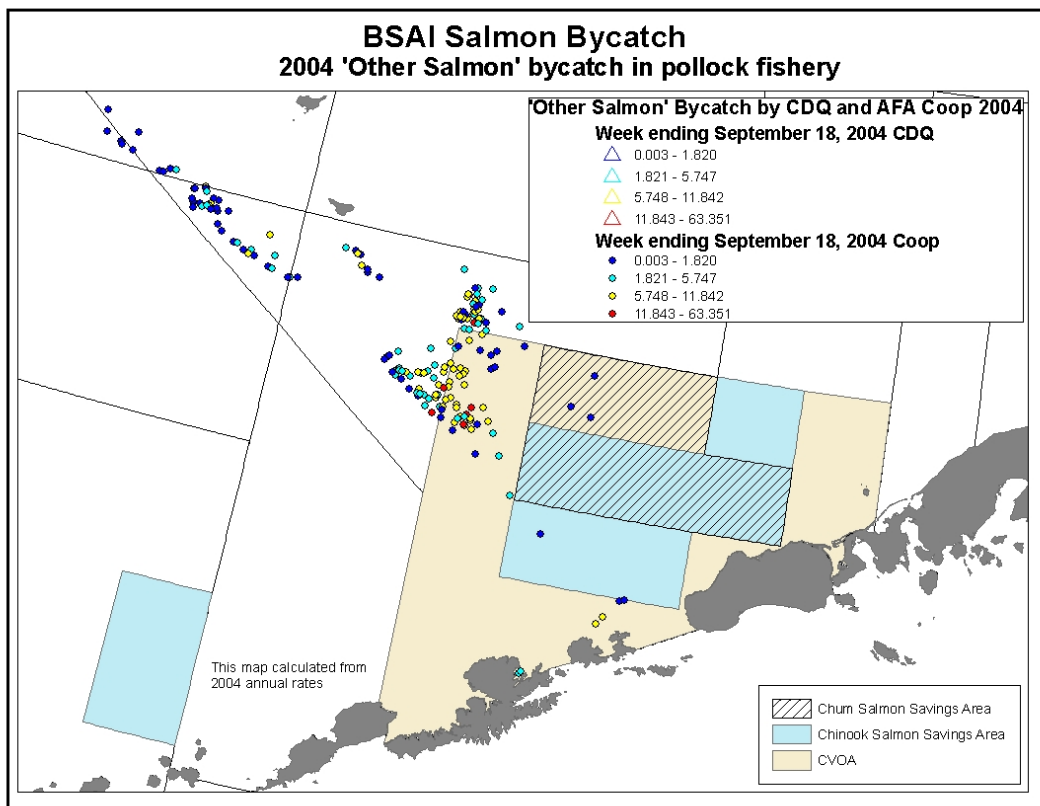 BSAI Salmon Bycatch
2004 'Other Salmon' bycatch in pollock fishery
'Other Salmon' Bycatch by CDQ and AFA Coop 2004
Week ending September 18, 2004 CDQ
0.003 - 1.820
1.821 - 5.747
5.748 - 11.842
11.843 - 63.351
Week ending September 18, 2004 Coop
0.003 - 1.820
1.821 - 5.747
5.748 - 11.842
11.843 - 63.351
This map calculated from
2004 annual rates
Chum Salmon Savings Area
Chinook Salmon Savings Area
CVOA